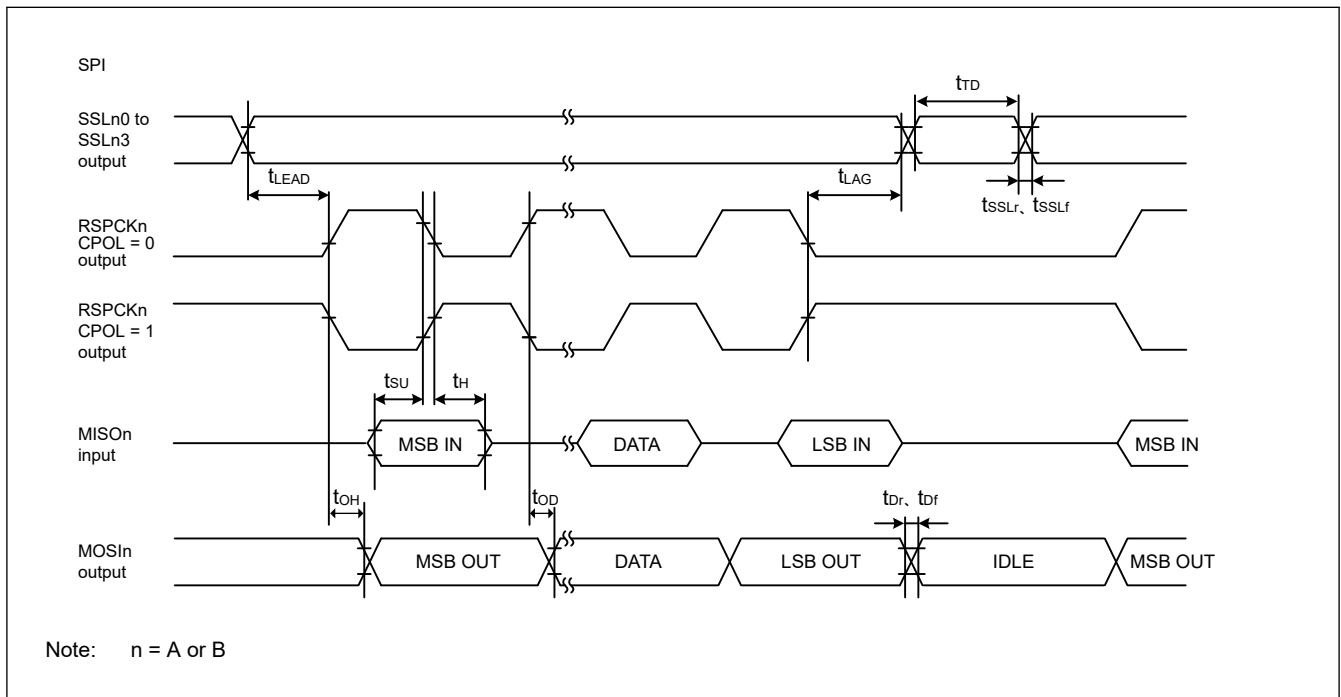 SPI
tTD
SSLn0 to
SSLn3
output
tLEAD
tLAG
tSSLr、tSSLf
RSPCKn
CPOL = 0
output
RSPCKn
CPOL = 1
output
tSU
tH
MISOn
input
MSB IN
DATA
LSB IN
MSB IN
tOH
tOD
tDr、tDf
MOSIn
output
MSB OUT
DATA
LSB OUT
IDLE
MSB OUT
Note: n = A or B